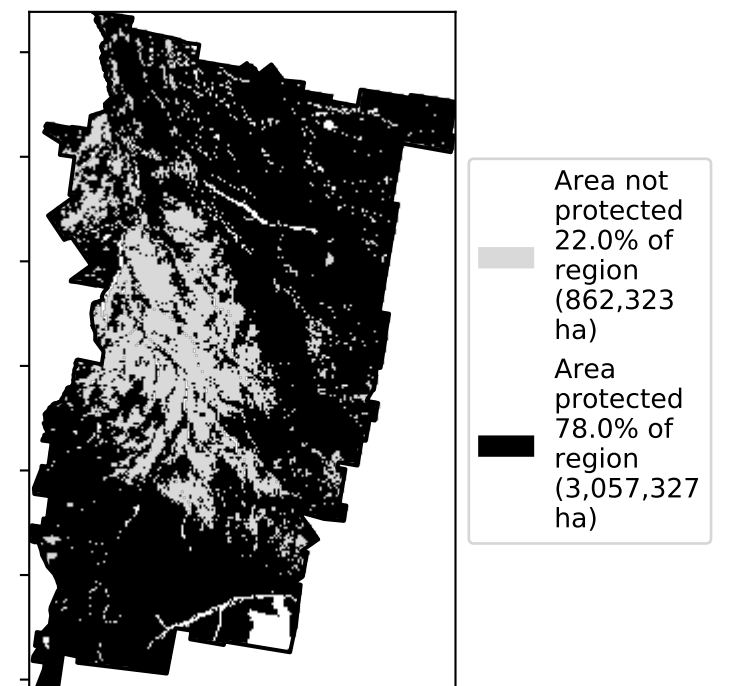 Area not
protected
22.0% of
region
(862,323
ha)
Area
protected
78.0% of
region
(3,057,327
ha)